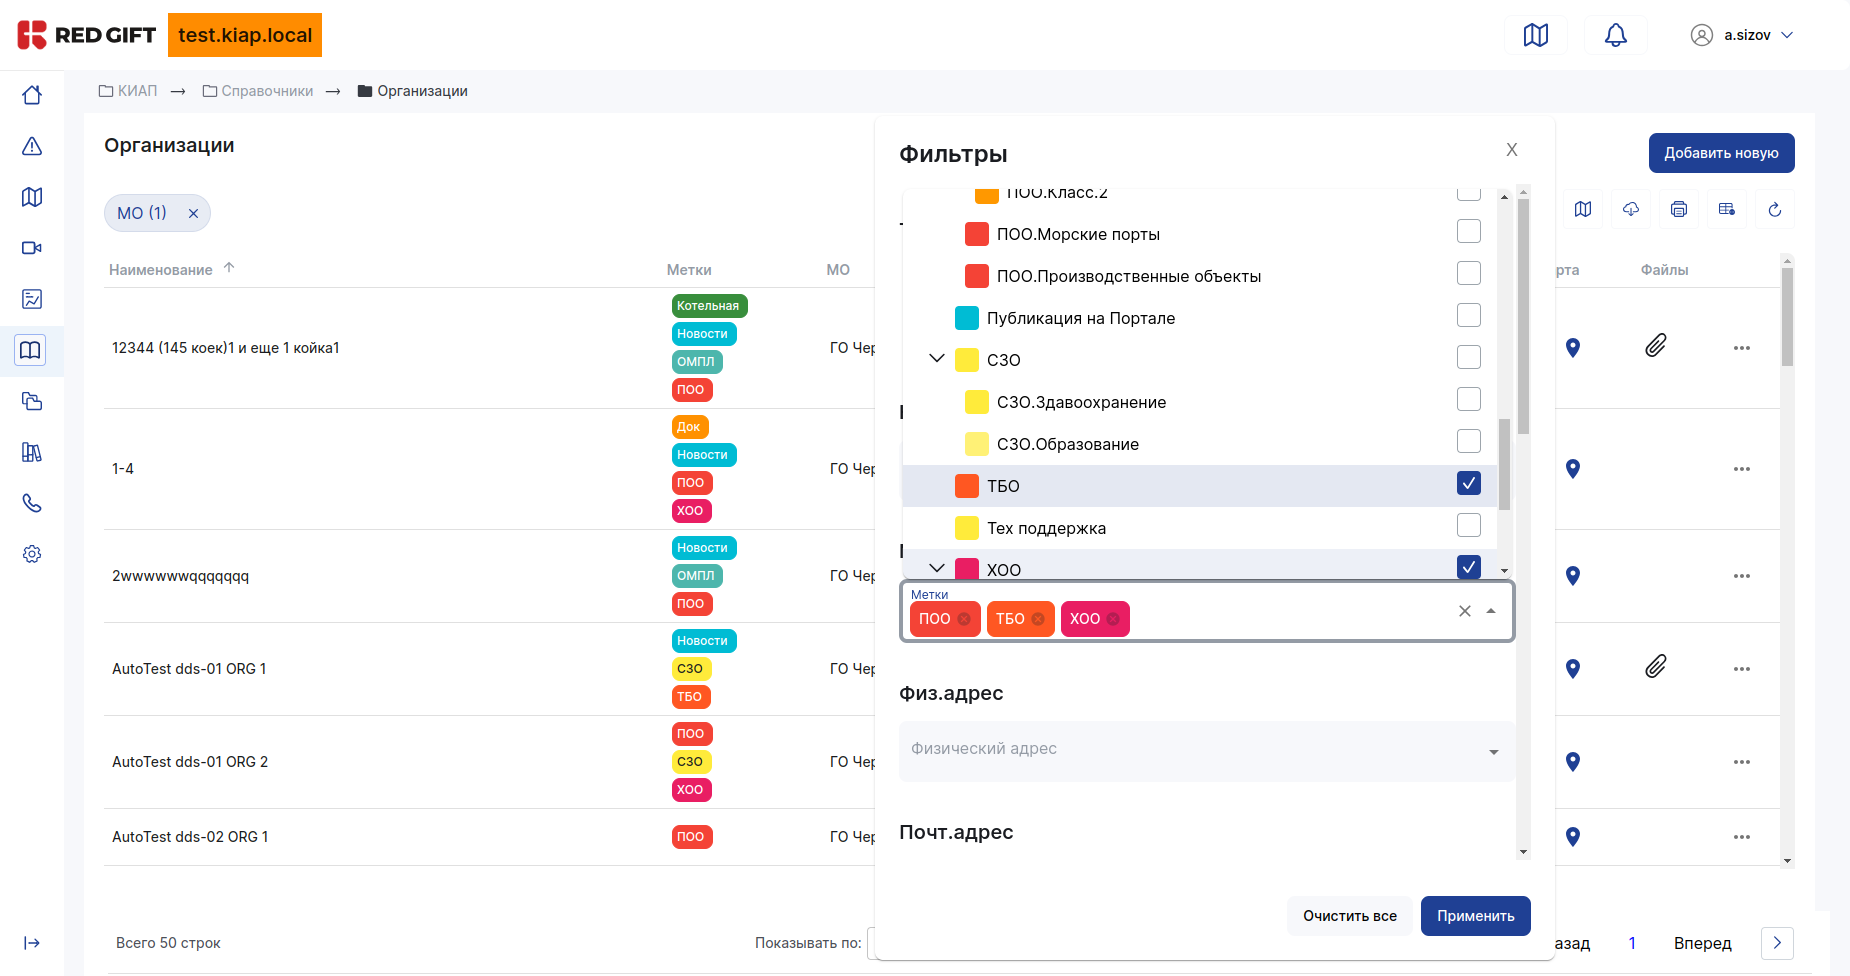 RED GIFT
test.kiap.local
a.sizov
КИАП → Справочники → Организации
Организации
Добавить новую
МО (1) ×
Наименование
Метки
МО
рта
Файлы
12344 (145 коек)1 и еще 1 койка1
Котельная
Новости
ОМПЛ
ПОО
ГО Чер
1-4
Док
Новости
ПОО
ХОО
ГО Чер
2wwwwwwqqqqqqq
Новости
ОМПЛ
ПОО
ГО Чер
AutoTest dds-01 ORG 1
Новости
СЗО
ТБО
ГО Чер
AutoTest dds-01 ORG 2
ПОО
СЗО
ХОО
ГО Чер
AutoTest dds-02 ORG 1
ПОО
ГО Чер
Всего 50 строк
Показывать по:
азад
1
Вперед
Фильтры
X
ПОО.Класс.2
ПОО.Морские порты
ПОО.Производственные объекты
Публикация на Портале
СЗО
СЗО.Здавоохранение
СЗО.Образование
ТБО
Тех поддержка
ХОО
Метки
ПОО ТБО ХОО
Физ.адрес
Физический адрес
Почт.адрес
Очистить все
Применить